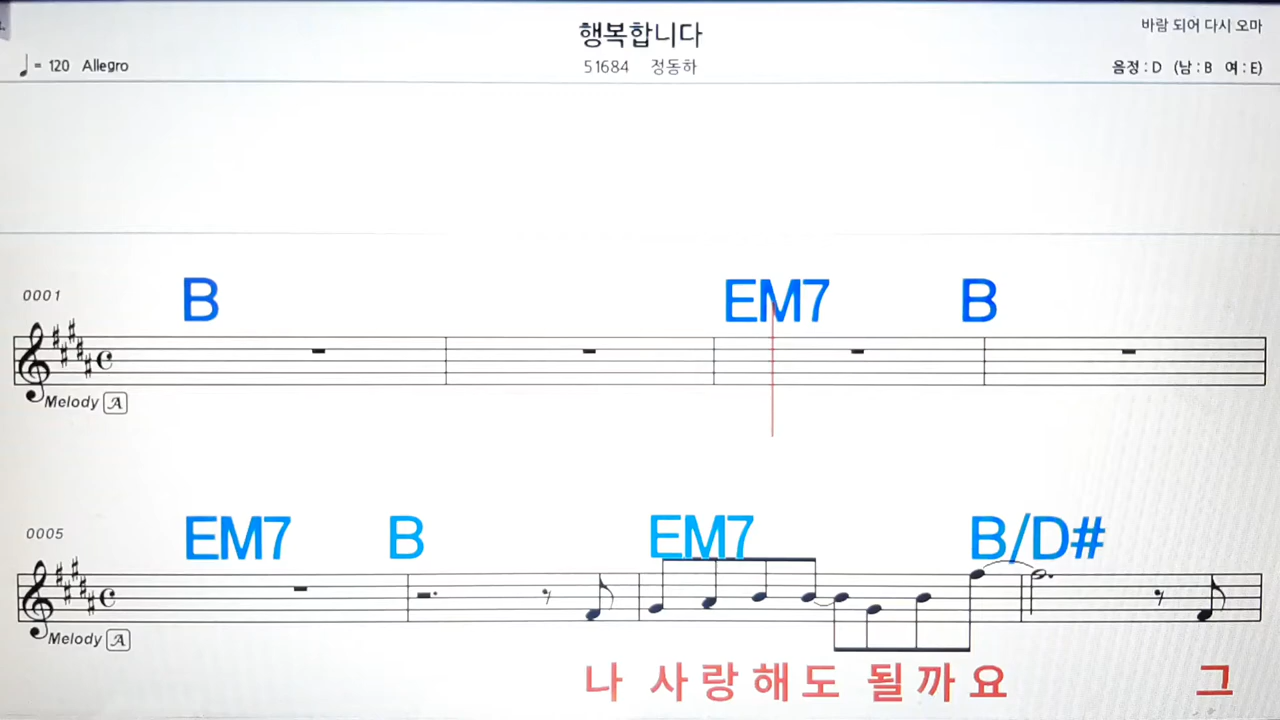 행복합니다
바람 되어 다시 오마
♩= 120 Allegro
51684 정동하
음정 : D (남 : B 여 : E)
0001
B EM7 B
Melody A
0005
EM7 B EM7 B/D#
Melody A
나 사랑해도 될까요 그